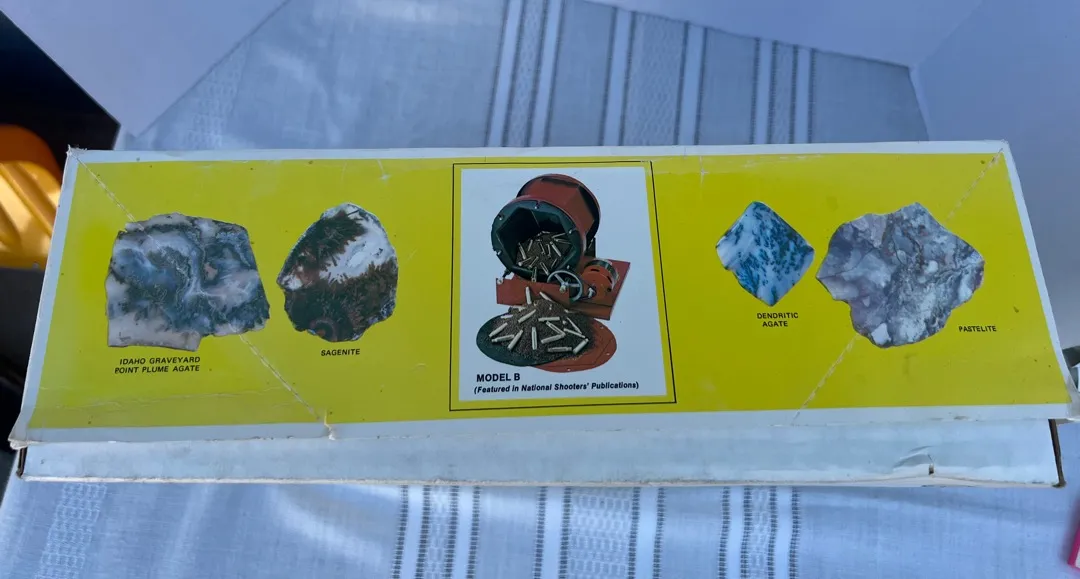 IDAHO GRAVEYARD
POINT PLUME AGATE
SAGENITE
MODEL B
(Featured in National Shooters' Publications)
DENDRITIC
AGATE
PASTELITE